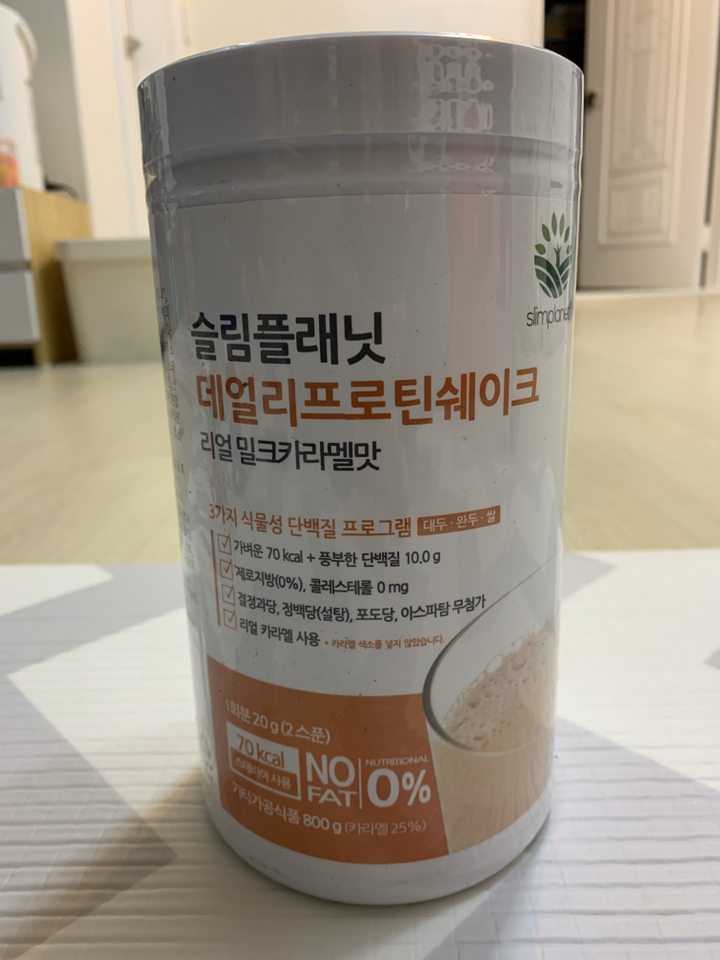 slimplanet
슬림플래닛
데일리프로틴쉐이크
리얼 밀크카라멜맛
3가지 식물성 단백질 프로그램 대두·완두·쌀
가벼운 70 kcal + 풍부한 단백질 10.0 g
제로지방(0%), 콜레스테롤 0 mg
결정과당, 정백당(설탕), 포도당, 아스파탐 무첨가
리얼 카라멜 사용 * 카라멜 색소를 넣지 않았습니다.
1회분 20 g (2스푼)
70 kcal
스테비아 사용
NO FAT
NUTRITIONAL 0%
기타가공식품 800 g (카라멜 25%)